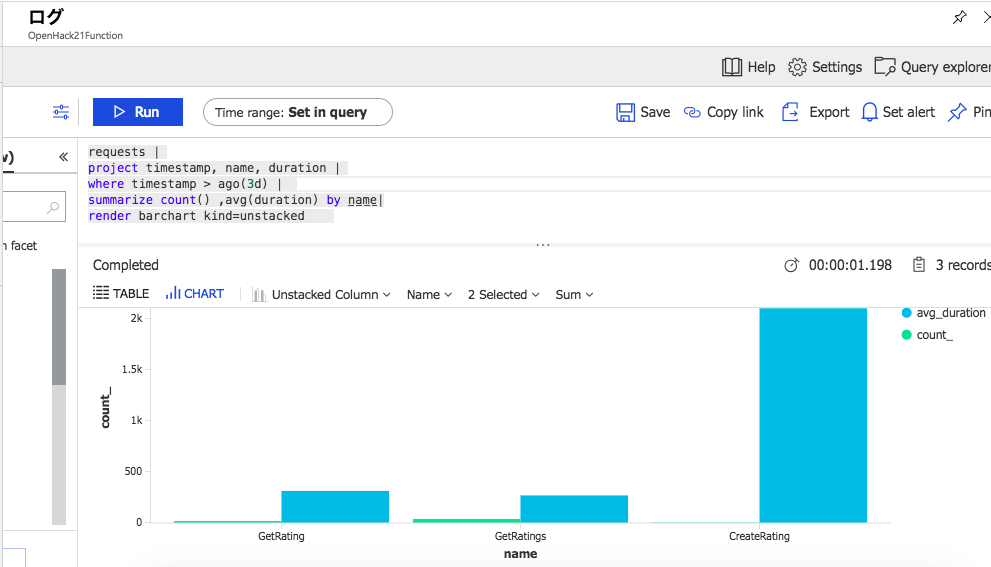 ログ
OpenHack21Function
Help Settings Query explorer
Run Time range: Set in query Save Copy link Export Set alert Pin
requests |
project timestamp, name, duration |
where timestamp > ago(3d) |
summarize count() ,avg(duration) by name|
render barchart kind=unstacked
facet
...
Completed 00:00:01.198 3 records
TABLE CHART Unstacked Column Name 2 Selected Sum
avg_duration
count_
2k
1.5k
1k
500
0
count_
GetRating GetRatings CreateRating
name